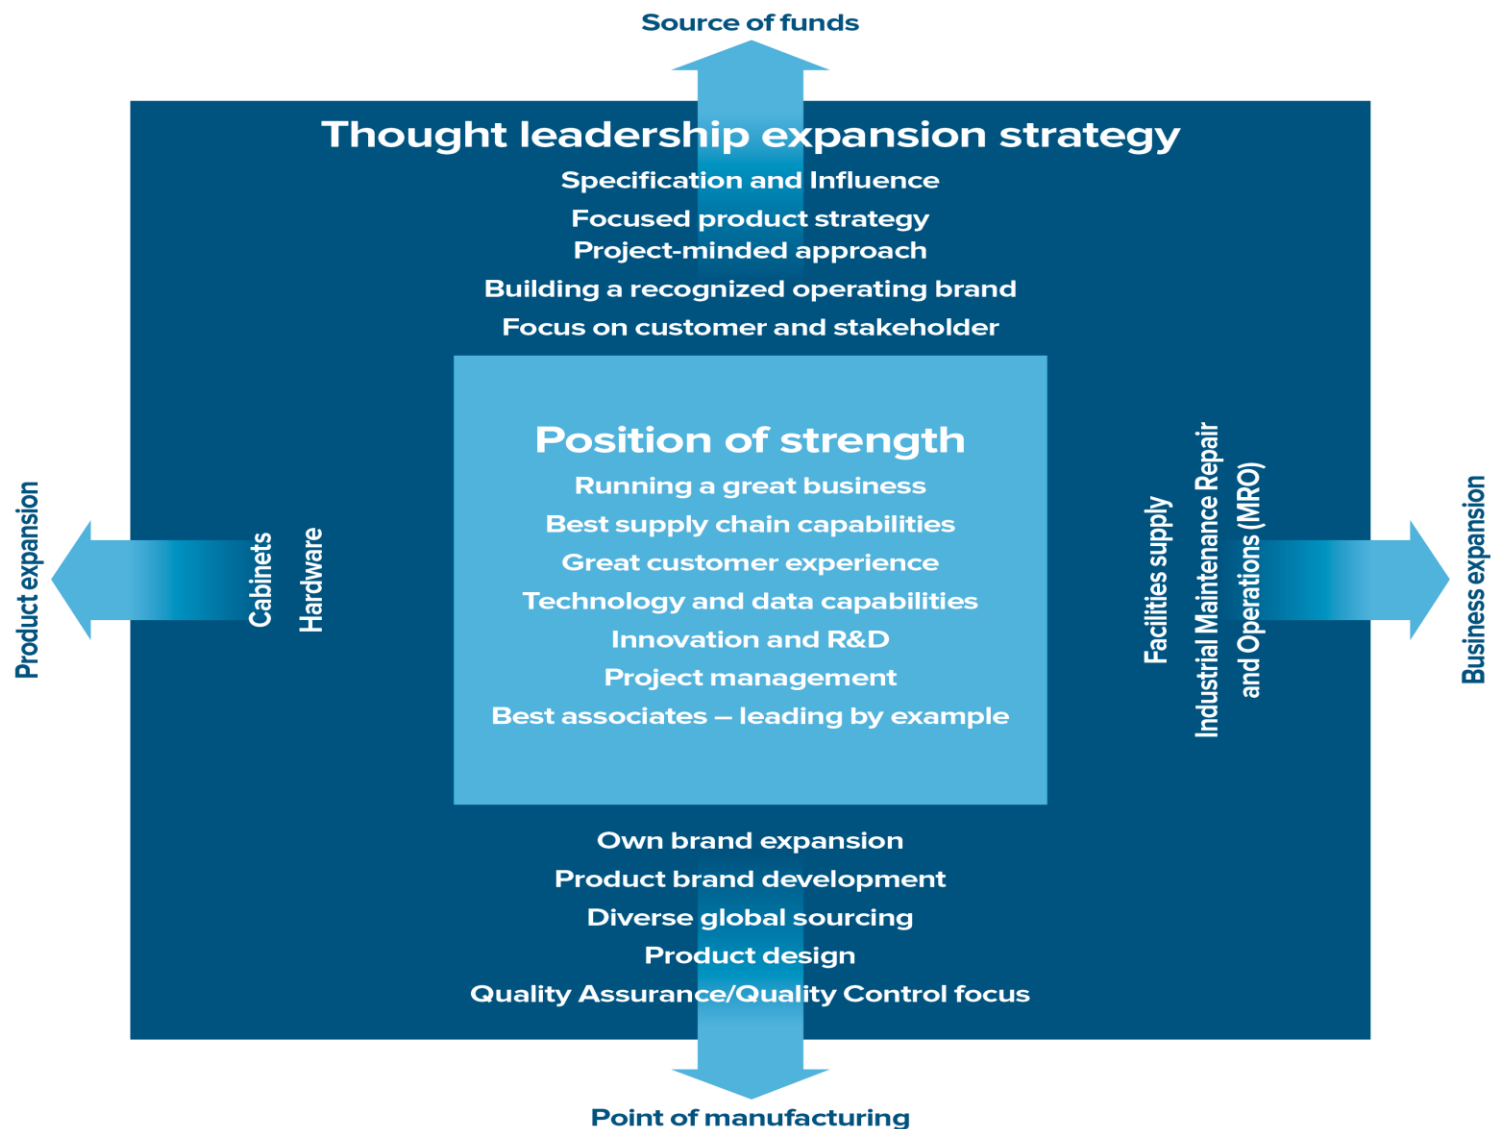 Source of funds
Thought leadership expansion strategy
Specification and Influence
Focused product strategy
Project-minded approach
Building a recognized operating brand
Focus on customer and stakeholder
Product expansion
Cabinets
Hardware
Position of strength
Running a great business
Best supply chain capabilities
Great customer experience
Technology and data capabilities
Innovation and R&D
Project management
Best associates – leading by example
Facilities supply
Industrial Maintenance Repair
and Operations (MRO)
Business expansion
Own brand expansion
Product brand development
Diverse global sourcing
Product design
Quality Assurance/Quality Control focus
Point of manufacturing